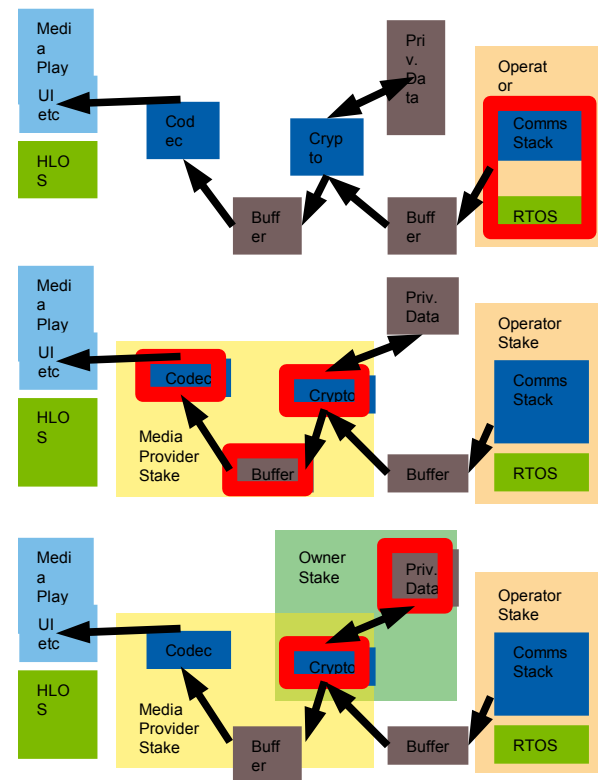 Medi
a
Play
UI
etc
HLO
S
Cod
ec
Buff
er
Cryp
to
Pri
v.
Da
ta
Buff
er
Operat
or
Comms
Stack
RTOS
Medi
a
Play
UI
etc
HLO
S
Codec
Media
Provider
Stake
Buffer
Crypto
Priv.
Data
Buffer
Operator
Stake
Comms
Stack
RTOS
Medi
a
Play
UI
etc
HLO
S
Codec
Media
Provider
Stake
Buff
er
Owner
Stake
Crypto
Priv.
Data
Buffer
Operator
Stake
Comms
Stack
RTOS